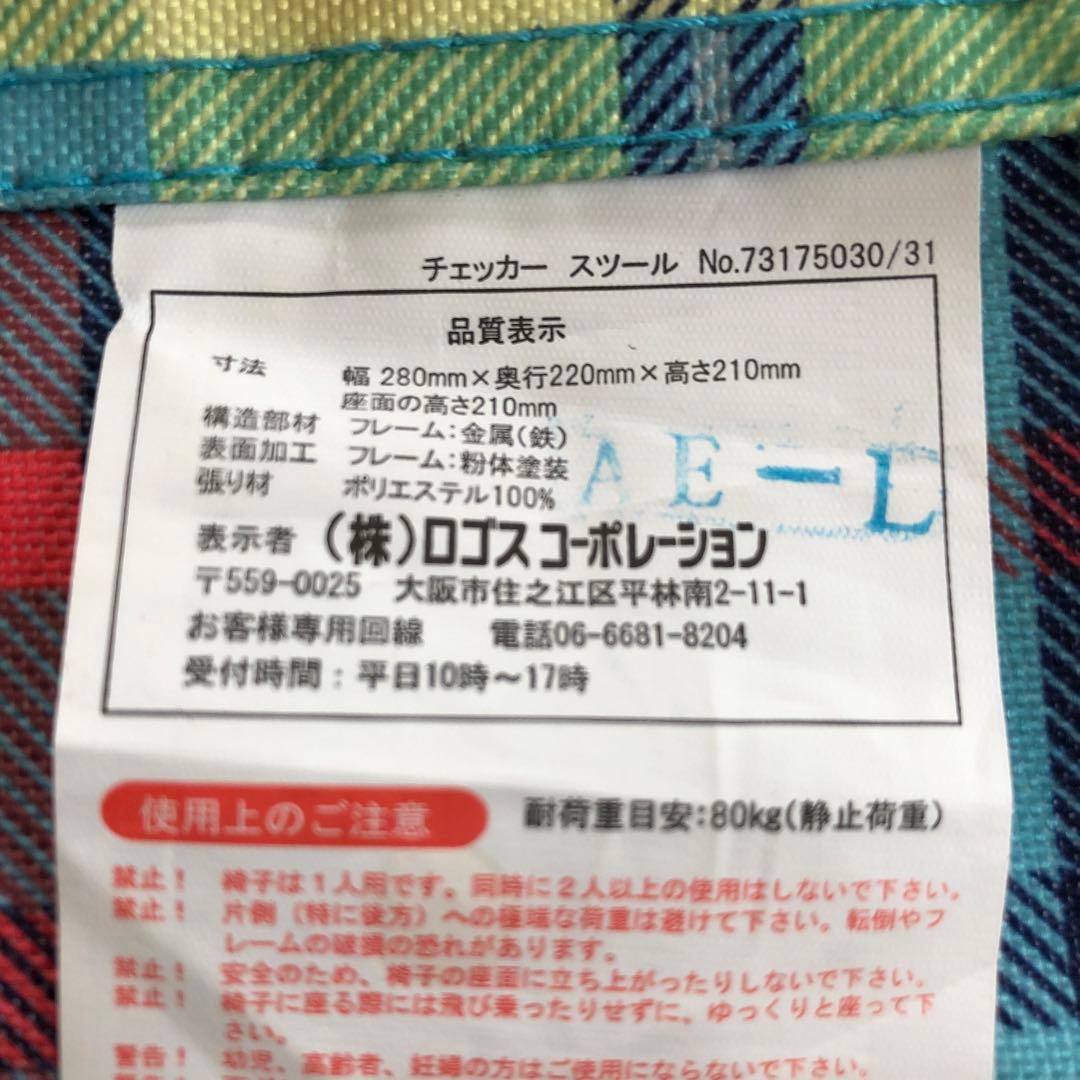 チェッカー スツール No.73175030/31
品質表示
寸法 幅 280mm×奥行220mm×高さ210mm
座面の高さ210mm
構造部材 フレーム:金属(鉄)
表面加工 フレーム:粉体塗装
張り材 ポリエステル100%
AE-L
表示者 (株)ロゴス コーポレーション
〒559-0025 大阪市住之江区平林南2-11-1
お客様専用回線 電話06-6681-8204
受付時間:平日10時~17時
使用上のご注意 耐荷重目安:80kg(静止荷重)
禁止! 椅子は1人用です。同時に2人以上の使用はしないで下さい。
禁止! 片側(特に後方)への極端な荷重は避けて下さい。転倒やフ
レームの破損の恐れがあります。
禁止! 安全のため、椅子の座面に立ち上がったりしないで下さい。
禁止! 椅子に座る際には飛び乗ったりせずに、ゆっくりと座って下
さい。
警告! 幼児、高齢者、妊婦の方はご使用にならないで下さい。